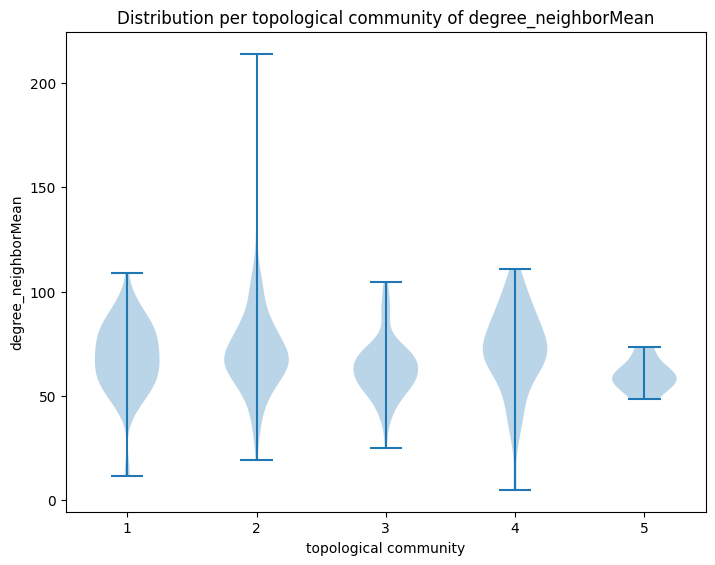 Distribution per topological community of degree_neighborMean
degree_neighborMean
200
150
100
50
0
1 2 3 4 5
topological community